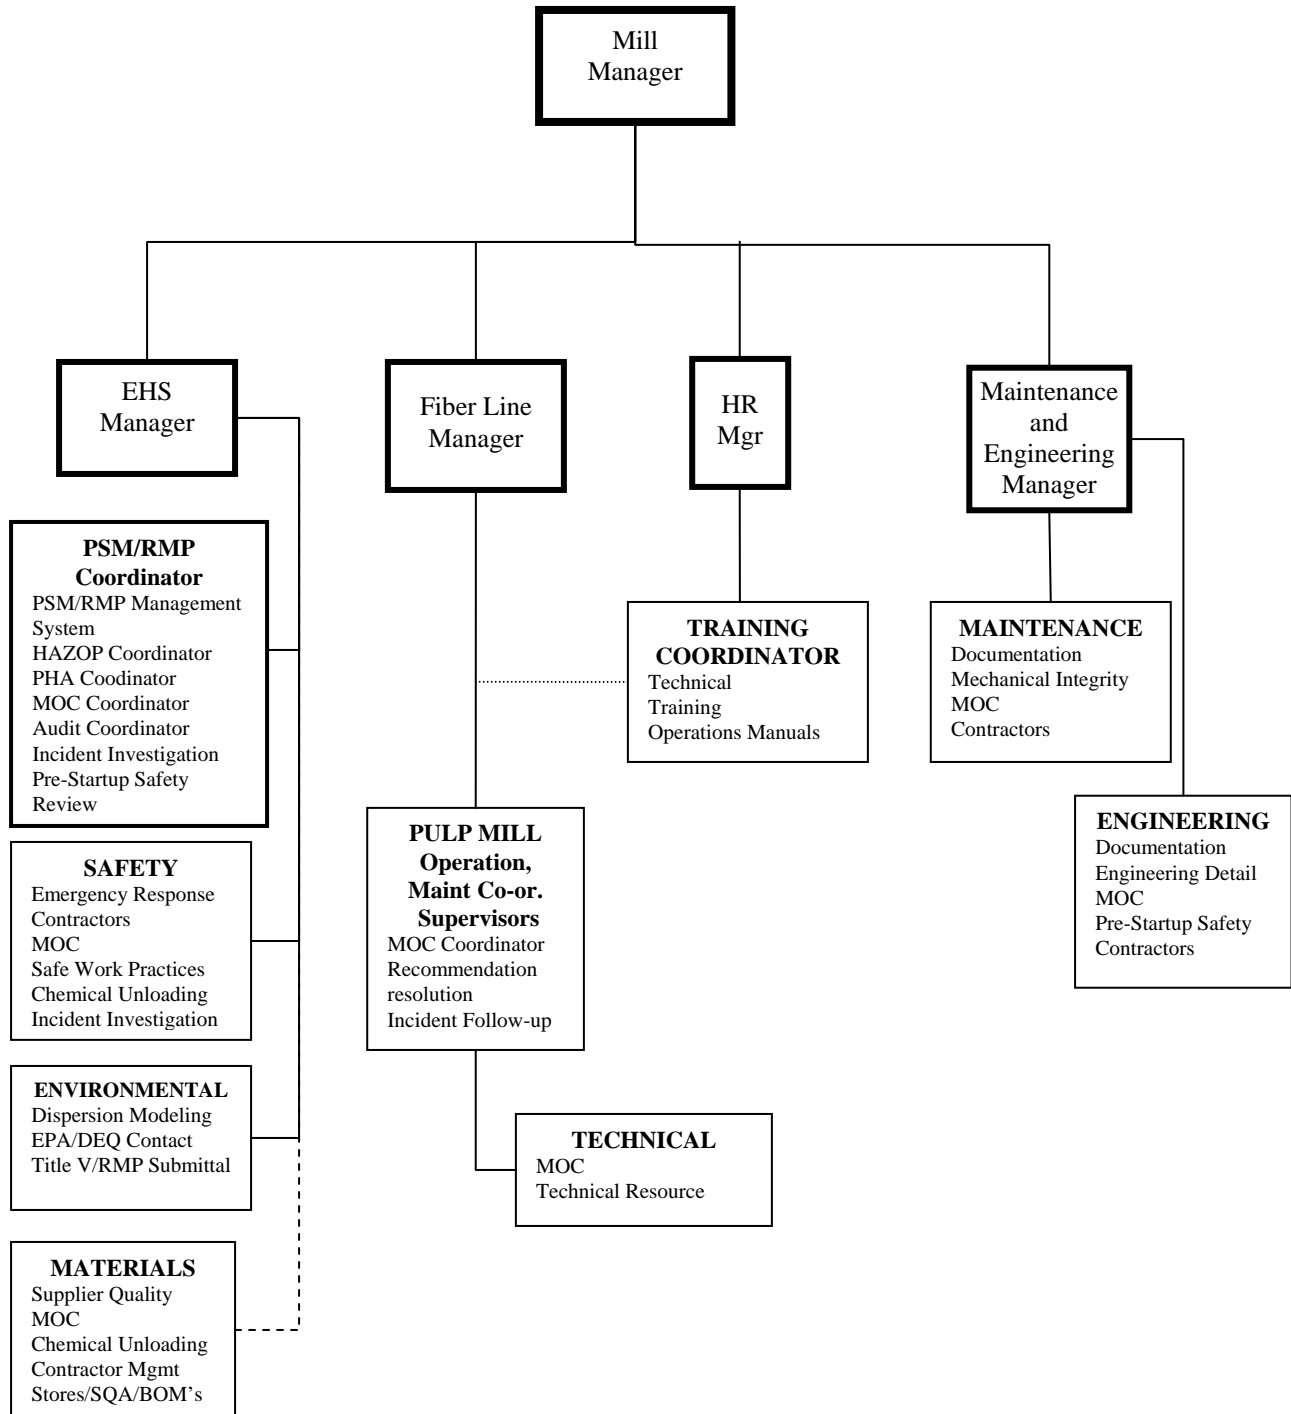 Mill
Manager
EHS
Manager
Fiber Line
Manager
HR
Mgr
Maintenance
and
Engineering
Manager
PSM/RMP
Coordinator
PSM/RMP Management
System
HAZOP Coordinator
PHA Coodinator
MOC Coordinator
Audit Coordinator
Incident Investigation
Pre-Startup Safety
Review
TRAINING
COORDINATOR
Technical
Training
Operations Manuals
MAINTENANCE
Documentation
Mechanical Integrity
MOC
Contractors
PULP MILL
Operation,
Maint Co-or.
Supervisors
MOC Coordinator
Recommendation
resolution
Incident Follow-up
ENGINEERING
Documentation
Engineering Detail
MOC
Pre-Startup Safety
Contractors
SAFETY
Emergency Response
Contractors
MOC
Safe Work Practices
Chemical Unloading
Incident Investigation
ENVIRONMENTAL
Dispersion Modeling
EPA/DEQ Contact
Title V/RMP Submittal
TECHNICAL
MOC
Technical Resource
MATERIALS
Supplier Quality
MOC
Chemical Unloading
Contractor Mgmt
Stores/SQA/BOM’s